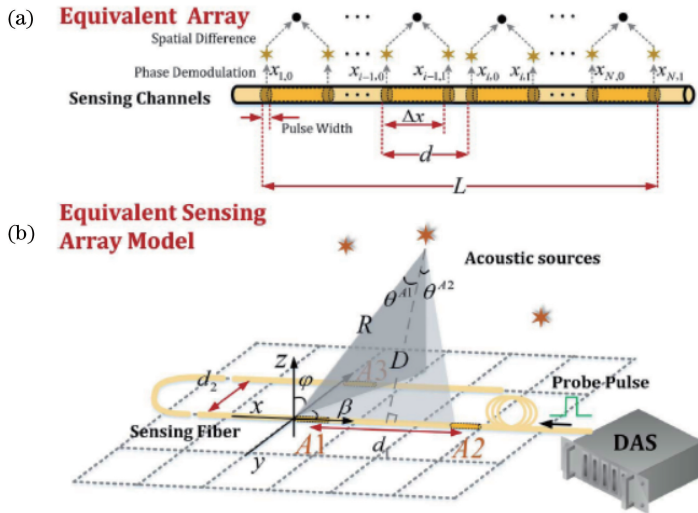 (a)
Equivalent Array
Spatial Difference
Phase Demodulation
x1,0
xi−1,0
xi−1,1
xi,0
xi,1
xN,0
xN,1
Sensing Channels
Pulse Width
Δx
d
L
(b)
Equivalent Sensing
Array Model
Acoustic sources
θA1
θA2
R
D
z
φ
A3
d2
x
β
Probe Pulse
Sensing Fiber
y
A1
d1
A2
DAS